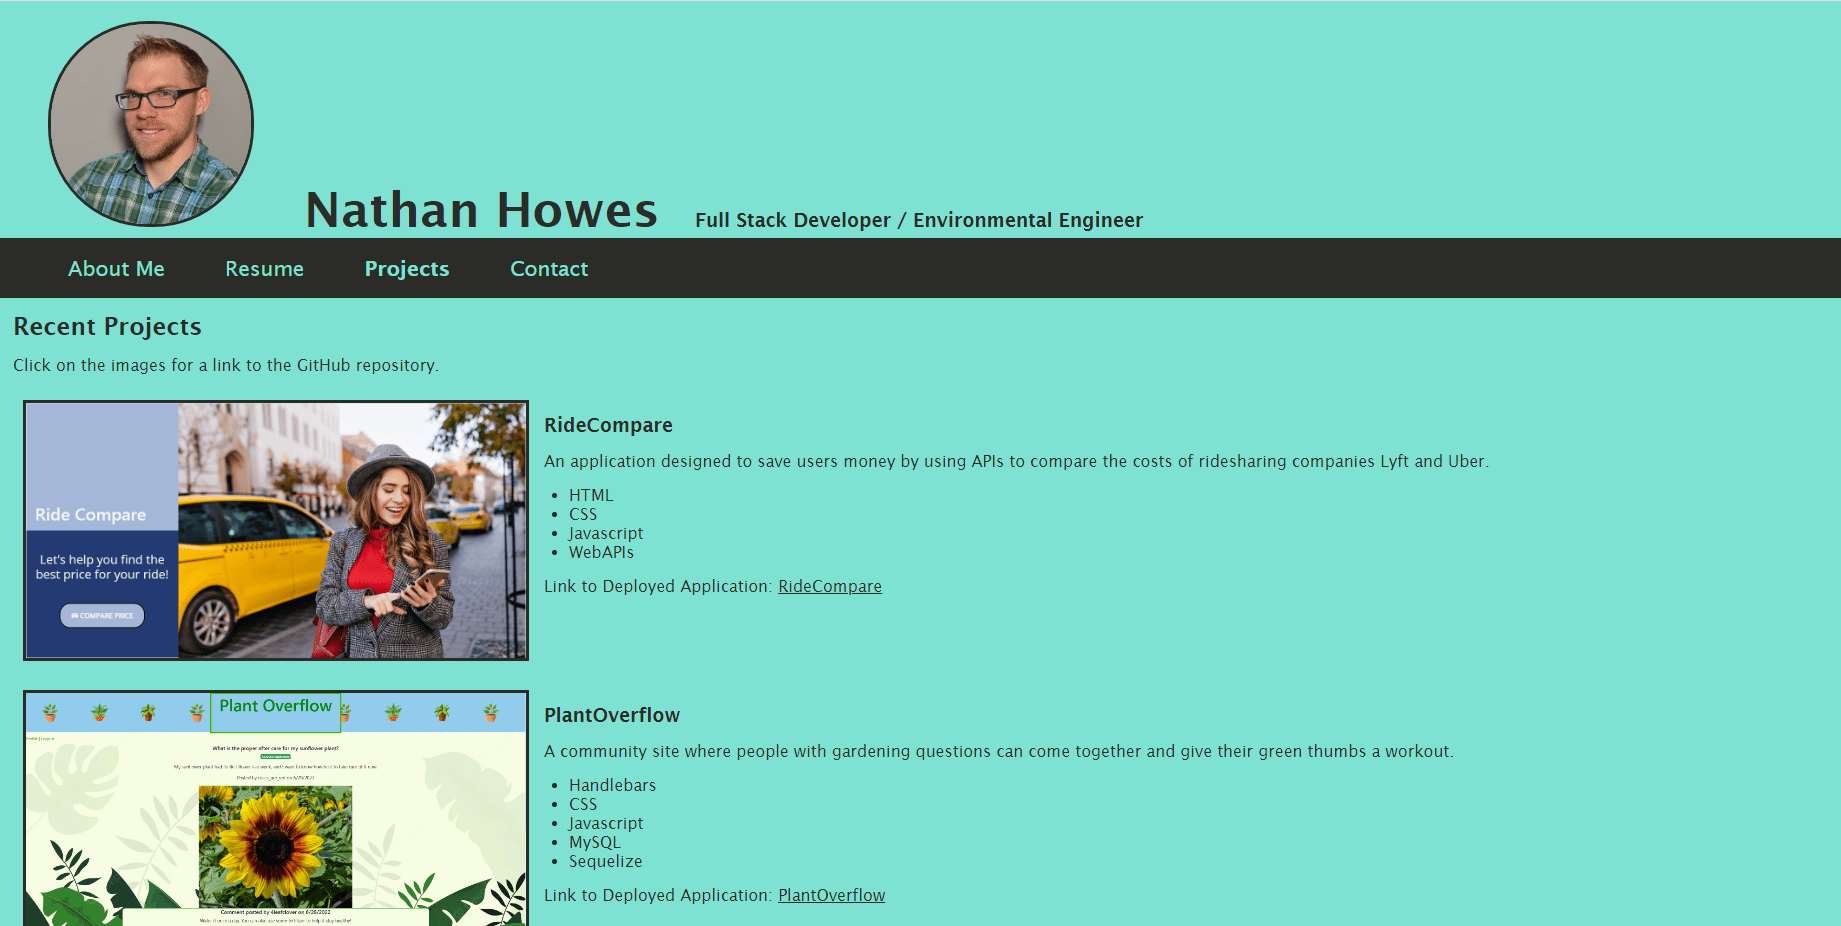 Nathan Howes
Full Stack Developer / Environmental Engineer
About Me
Resume
Projects
Contact
Recent Projects
Click on the images for a link to the GitHub repository.
Ride Compare
Let's help you find the
best price for your ride!
COMPARE PRICE
RideCompare
An application designed to save users money by using APIs to compare the costs of ridesharing companies Lyft and Uber.
HTML
CSS
Javascript
WebAPIs
Link to Deployed Application: RideCompare
Plant Overflow
What is the proper after care for my sunflower plant?
Comment posted by 4leafclover on 6/28/2022
PlantOverflow
A community site where people with gardening questions can come together and give their green thumbs a workout.
Handlebars
CSS
Javascript
MySQL
Sequelize
Link to Deployed Application: PlantOverflow